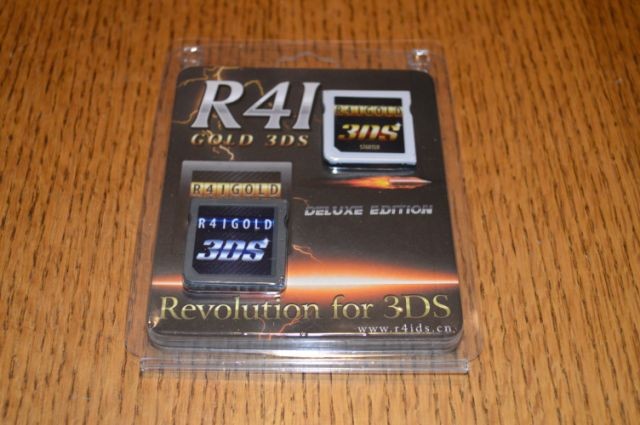 R4I
GOLD 3DS
R4IGOLD
3DS
R4IGOLD
R4IGOLD
3DS
DELUXE EDITION
Revolution for 3DS
www.r4ids.cn